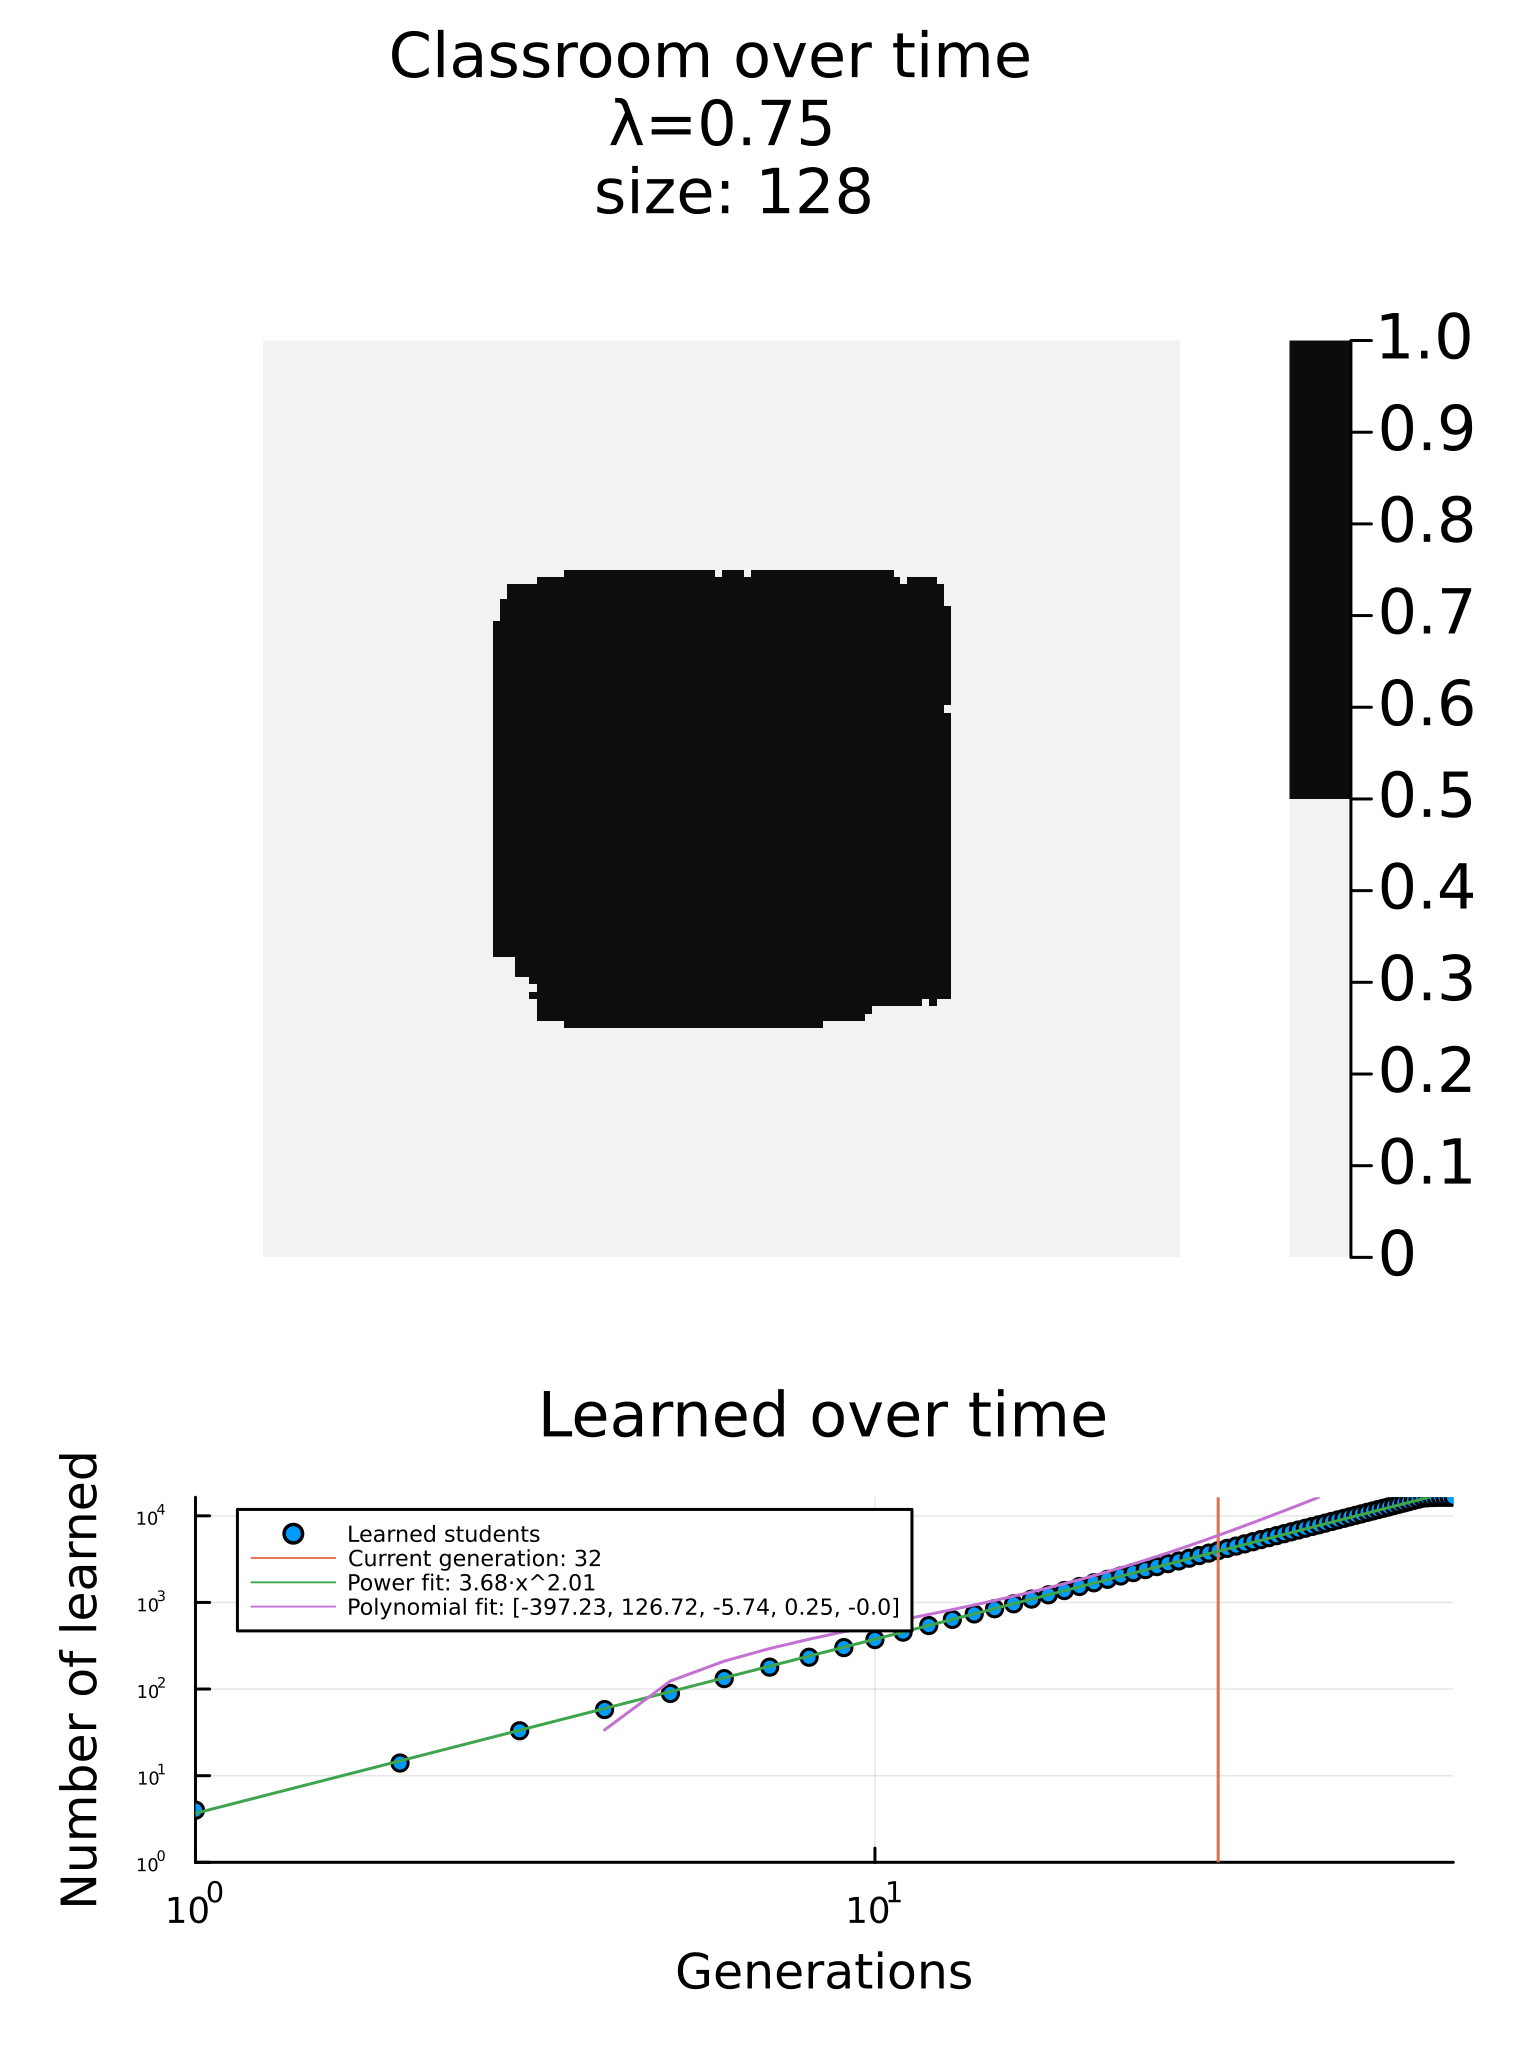 Classroom over time
λ=0.75
size: 128
1.0
0.9
0.8
0.7
0.6
0.5
0.4
0.3
0.2
0.1
0
Learned over time
Number of learned
10^4
10^3
10^2
10^1
10^0
Learned students
Current generation: 32
Power fit: 3.68·x^2.01
Polynomial fit: [-397.23, 126.72, -5.74, 0.25, -0.0]
10^0
10^1
Generations